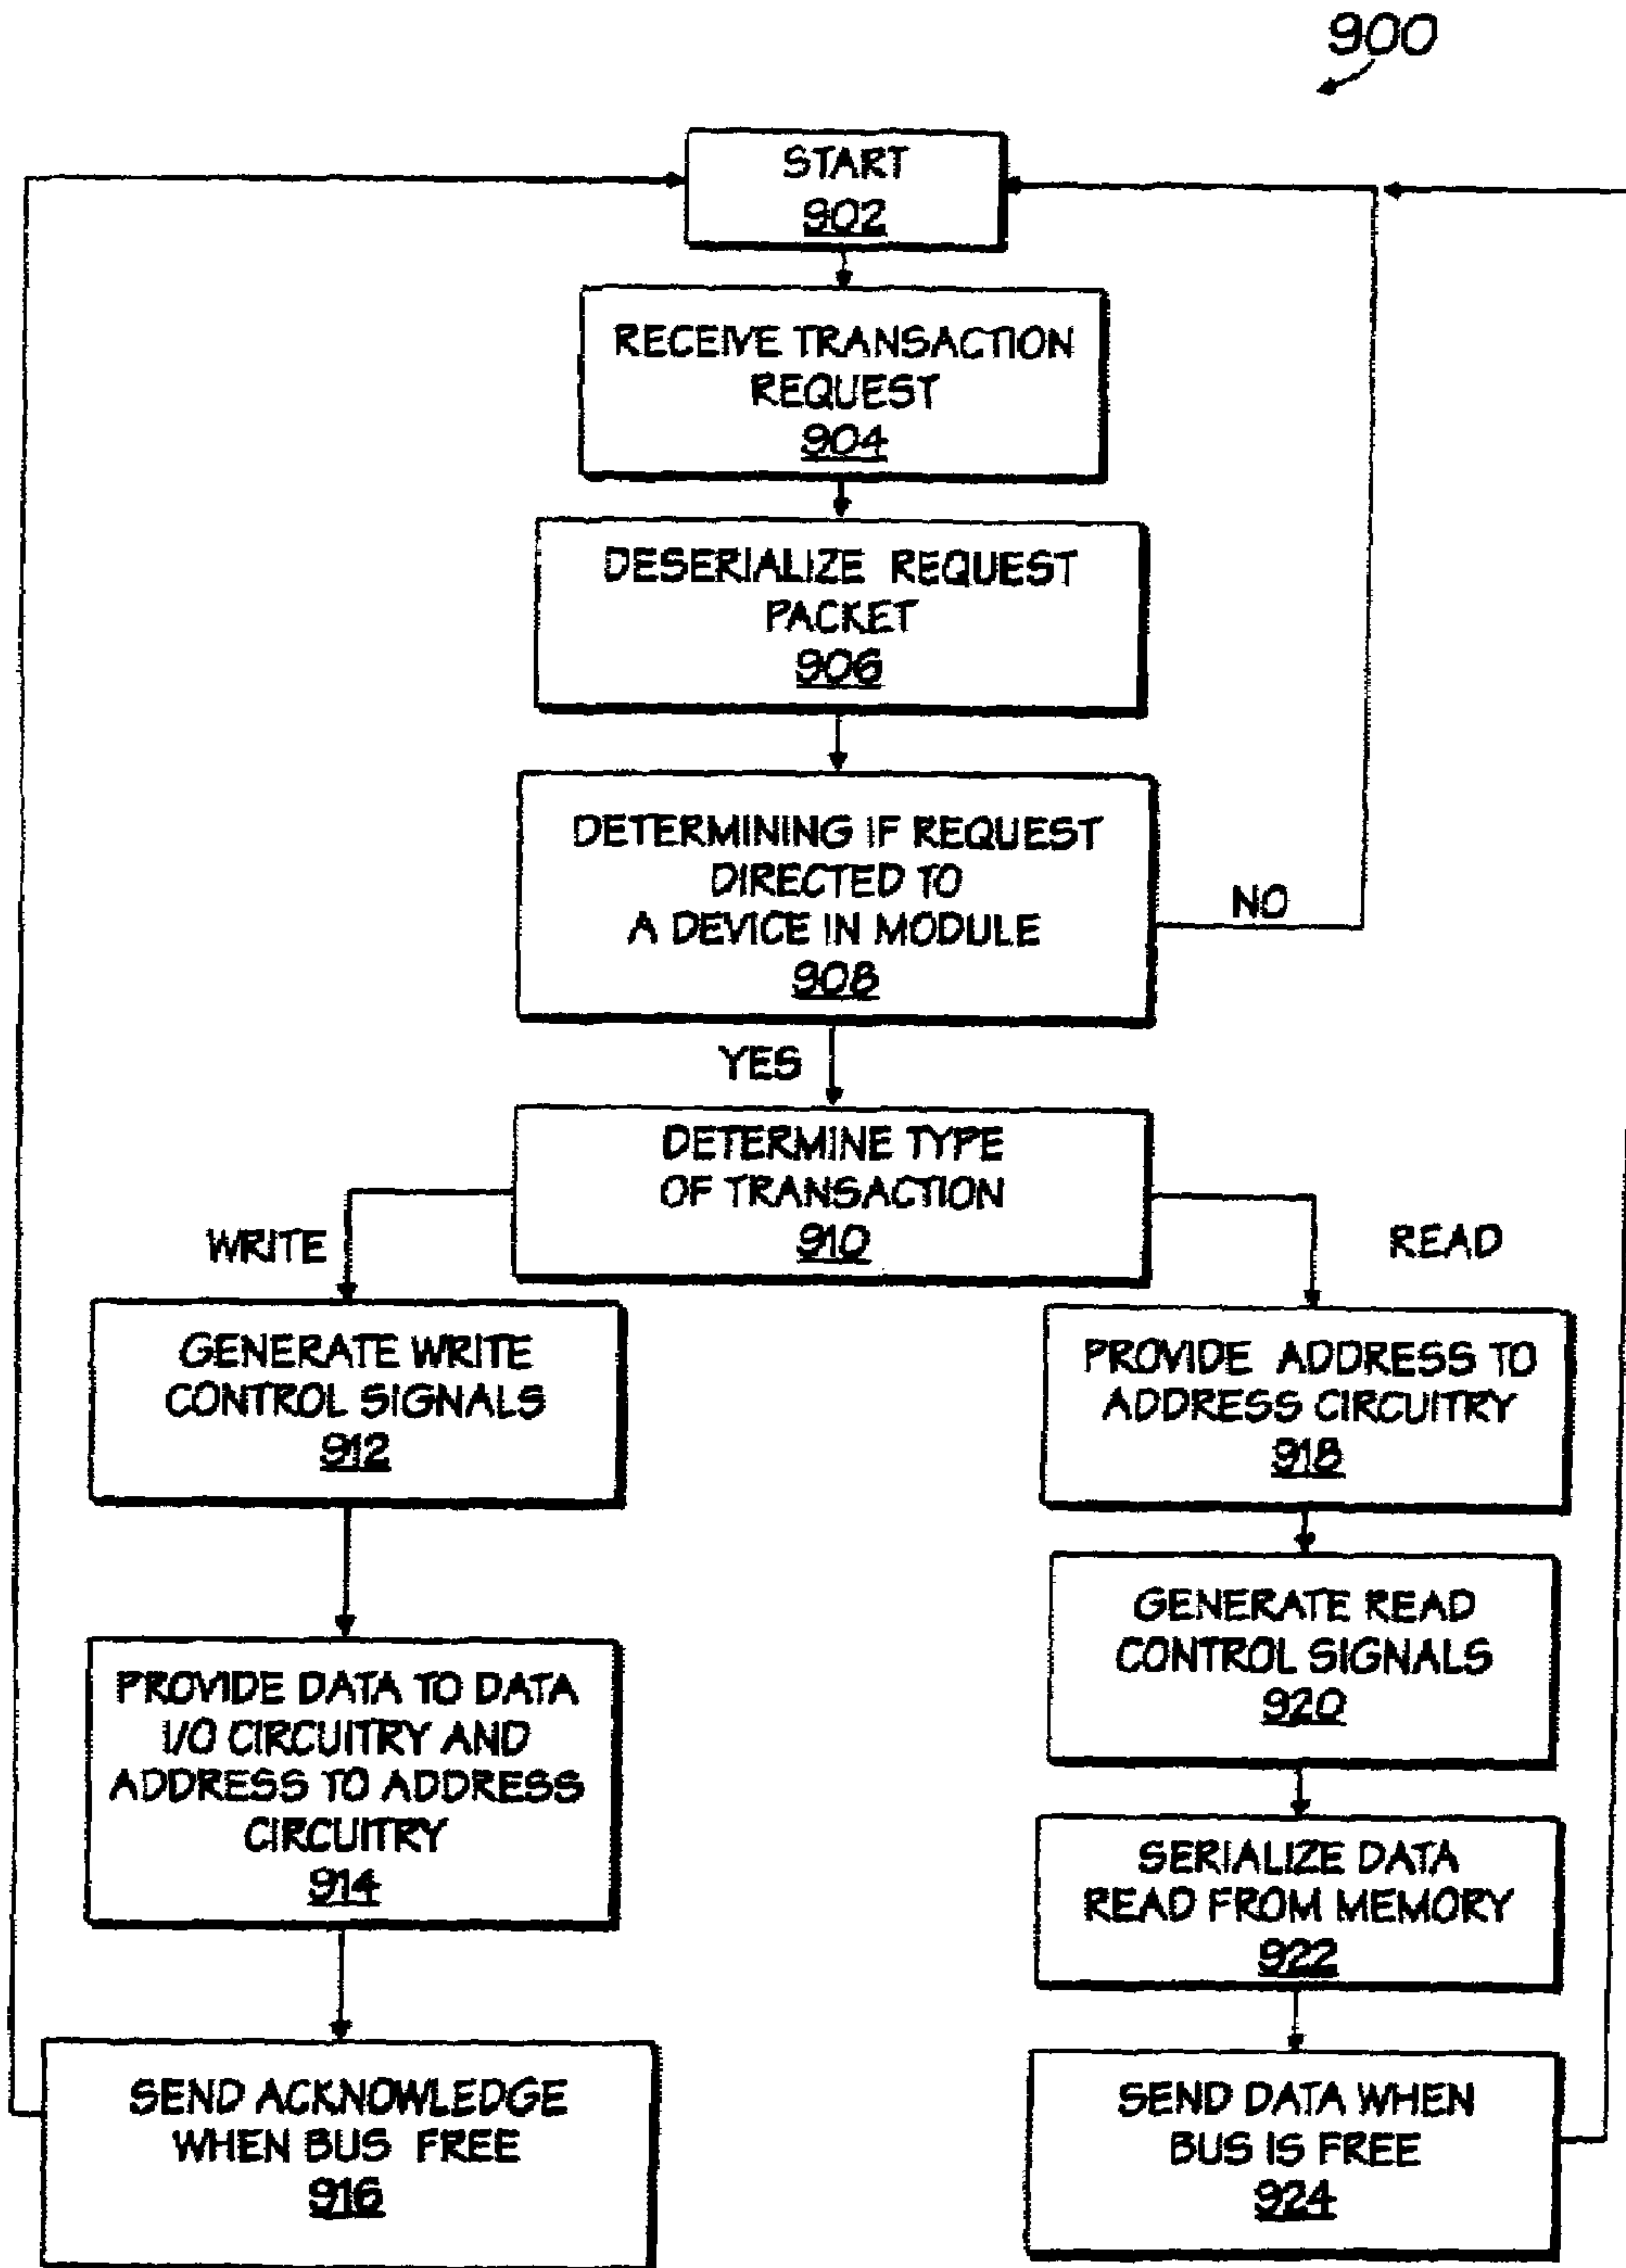 900
START
902
RECEIVE TRANSACTION
REQUEST
904
DESERIALIZE REQUEST
PACKET
906
DETERMINING IF REQUEST
DIRECTED TO
A DEVICE IN MODULE
908
NO
YES
DETERMINE TYPE
OF TRANSACTION
910
WRITE
READ
GENERATE WRITE
CONTROL SIGNALS
912
PROVIDE DATA TO DATA
I/O CIRCUITRY AND
ADDRESS TO ADDRESS
CIRCUITRY
914
SEND ACKNOWLEDGE
WHEN BUS FREE
916
PROVIDE ADDRESS TO
ADDRESS CIRCUITRY
918
GENERATE READ
CONTROL SIGNALS
920
SERIALIZE DATA
READ FROM MEMORY
922
SEND DATA WHEN
BUS IS FREE
924